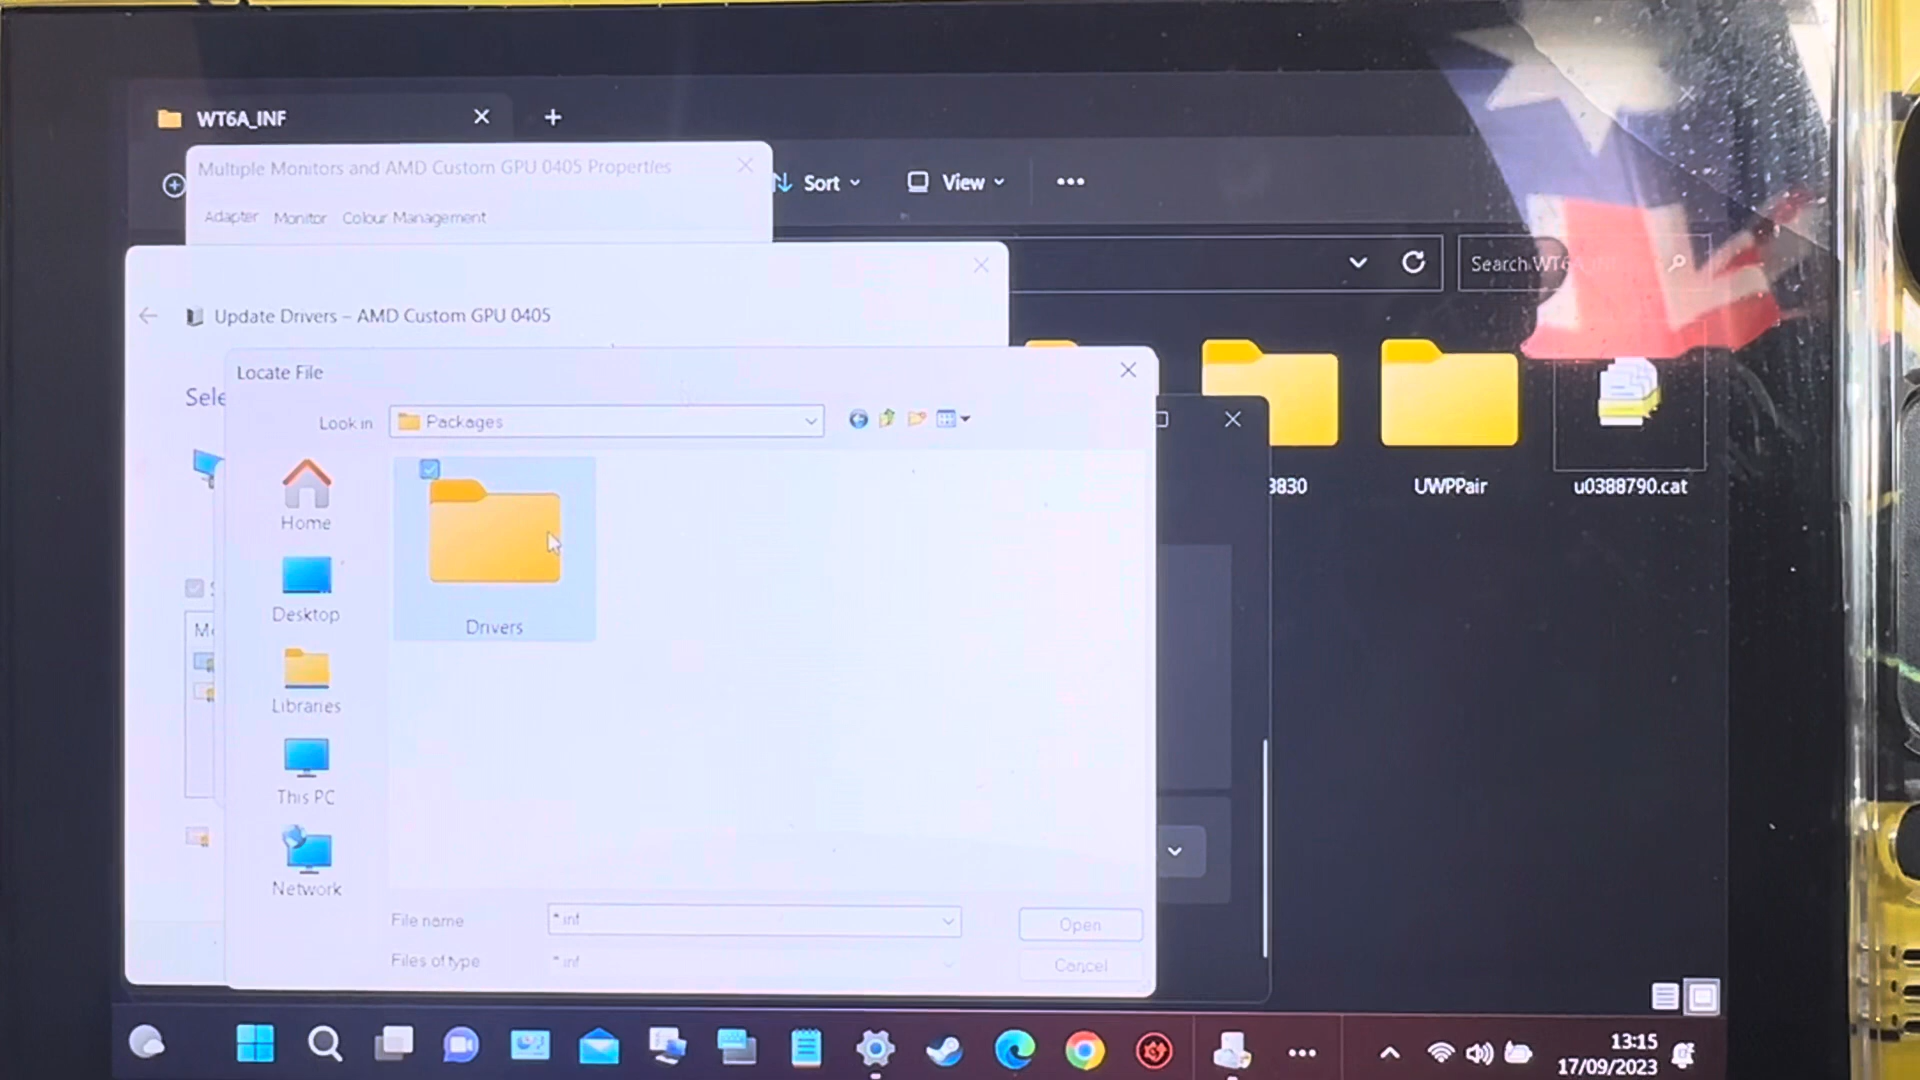 WT6A_INF
Multiple Monitors and AMD Custom GPU 0405 Properties
Sort
View
Adapter Monitor Colour Management
Search WT6A_INF
Update Drivers – AMD Custom GPU 0405
Locate File
Sele
Look in
Packages
Home
Desktop
Libraries
This PC
Network
Drivers
3830
UWPPair
u0388790.cat
File name
*.inf
Open
Files of type
*.inf
Cancel
13:15
17/09/2023